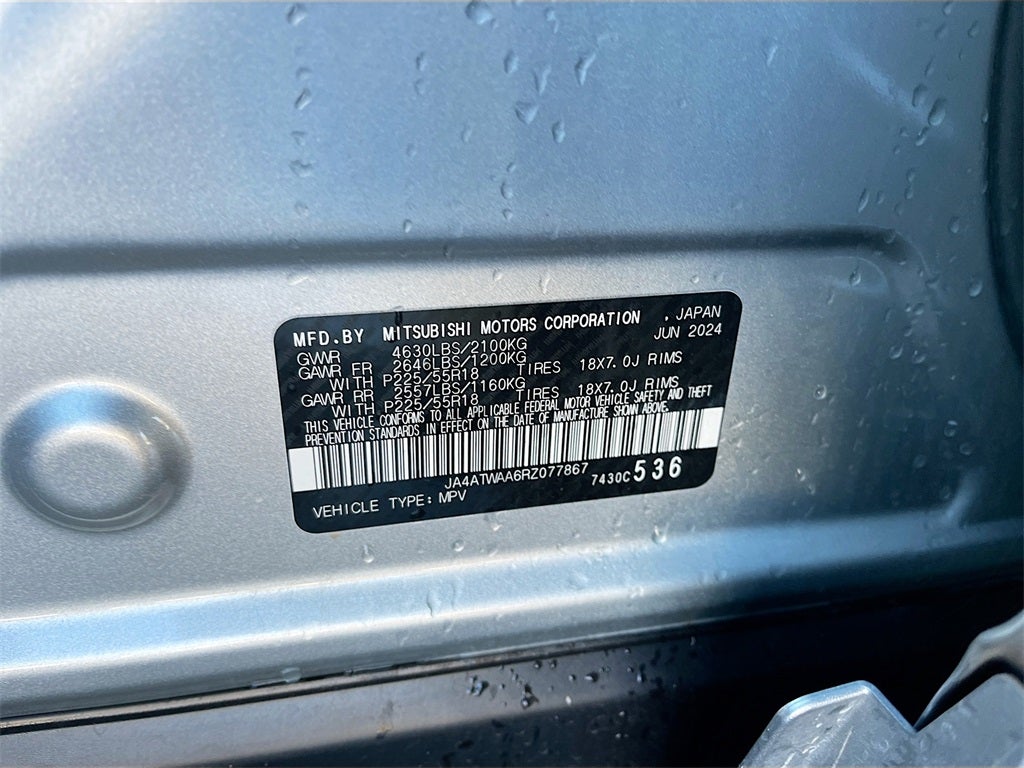 MFD.BY MITSUBISHI MOTORS CORPORATION , JAPAN
GVWR 4630LBS/2100KG JUN 2024
GAWR FR 2646LBS/1200KG
WITH P225/55R18 TIRES 18X7.0J RIMS
GAWR RR 2557LBS/1160KG
WITH P225/55R18 TIRES 18X7.0J RIMS
THIS VEHICLE CONFORMS TO ALL APPLICABLE FEDERAL MOTOR VEHICLE SAFETY AND THEFT
PREVENTION STANDARDS IN EFFECT ON THE DATE OF MANUFACTURE SHOWN ABOVE.
JA4ATWAA6RZ077867 7430C 536
VEHICLE TYPE: MPV